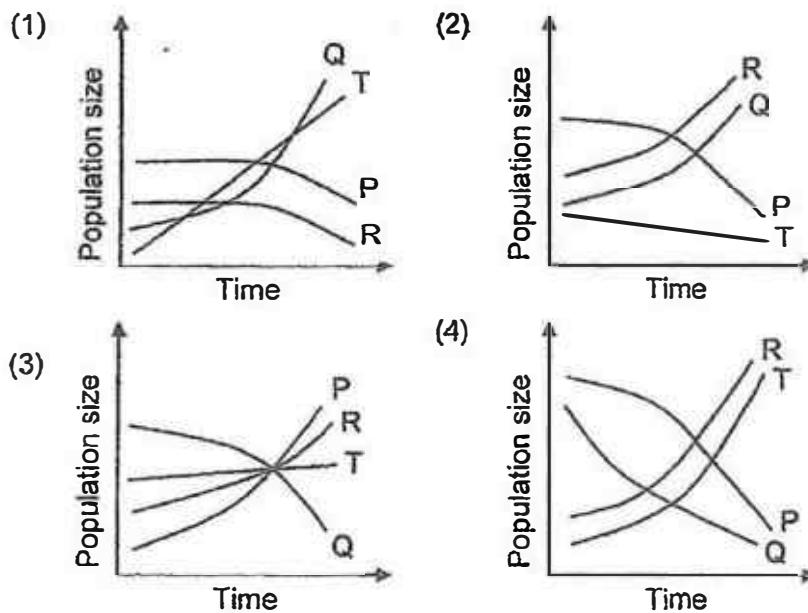 (1)
Population size
Q
T
P
R
Time
(2)
Population size
R
Q
P
T
Time
(3)
Population size
P
R
T
Q
Time
(4)
Population size
R
T
P
Q
Time